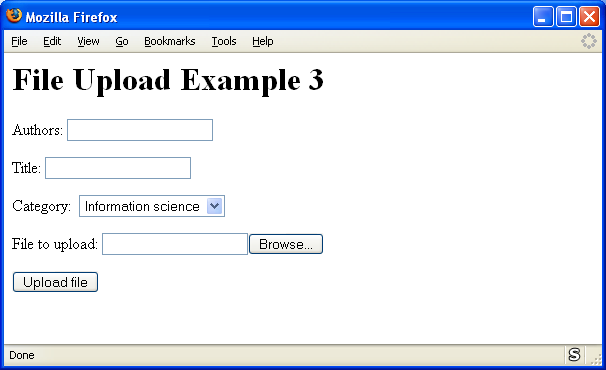 Mozilla Firefox
File Edit View Go Bookmarks Tools Help
File Upload Example 3
Authors:
Title:
Category: Information science
File to upload: Browse...
Upload file
Done S